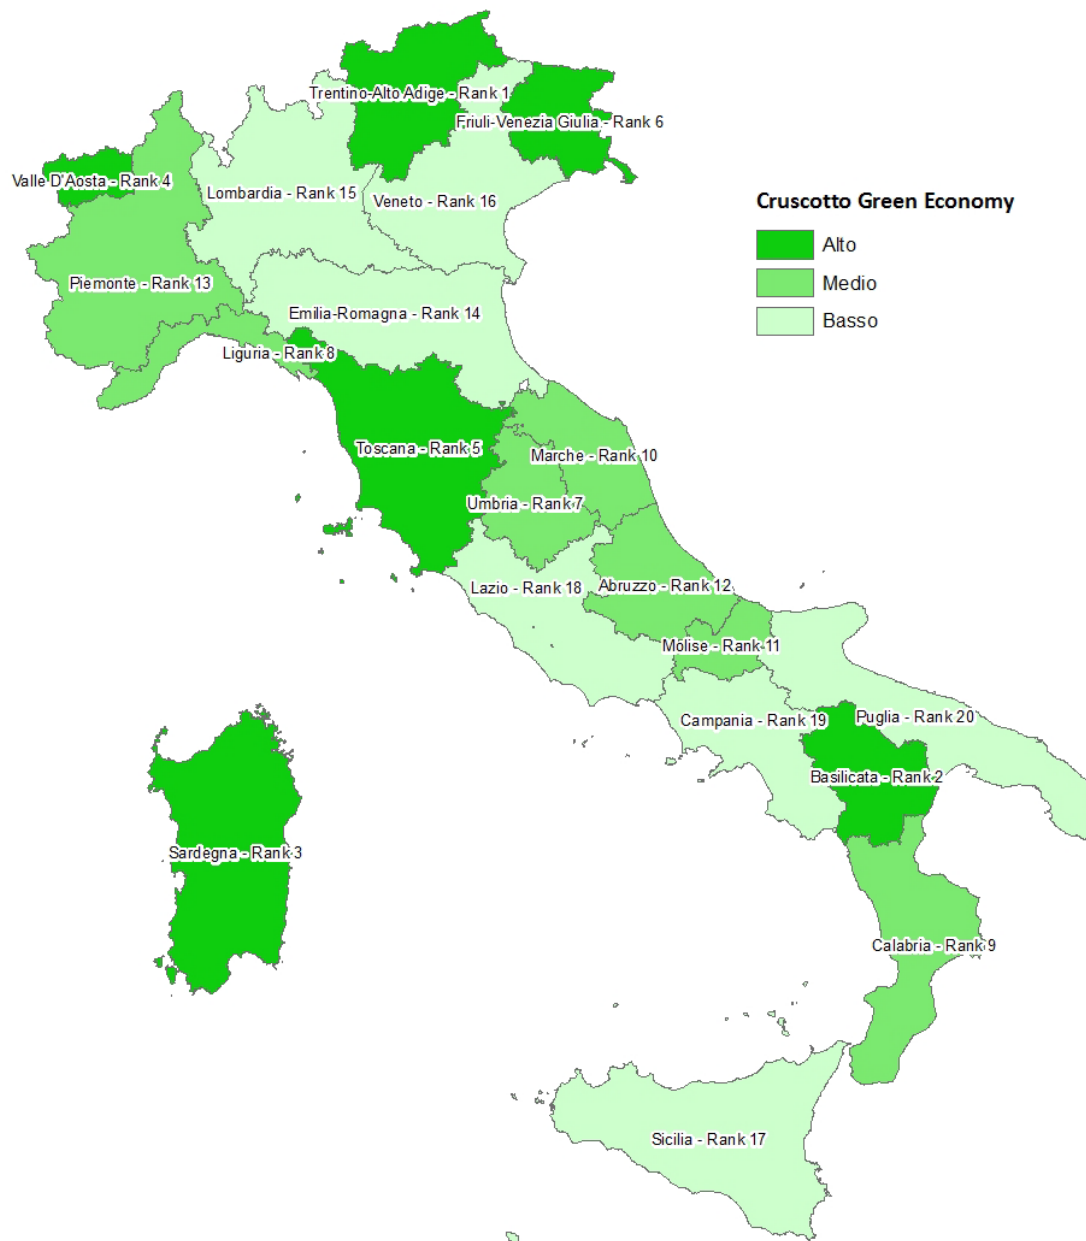 Trentino-Alto Adige - Rank 1
Friuli-Venezia Giulia - Rank 6
Valle D'Aosta - Rank 4
Lombardia - Rank 15
Veneto - Rank 16
Cruscotto Green Economy
Alto
Medio
Basso
Piemonte - Rank 13
Emilia-Romagna - Rank 14
Liguria - Rank 8
Toscana - Rank 5
Marche - Rank 10
Umbria - Rank 7
Lazio - Rank 18
Abruzzo - Rank 12
Molise - Rank 11
Campania - Rank 19
Puglia - Rank 20
Basilicata - Rank 2
Sardegna - Rank 3
Calabria - Rank 9
Sicilia - Rank 17